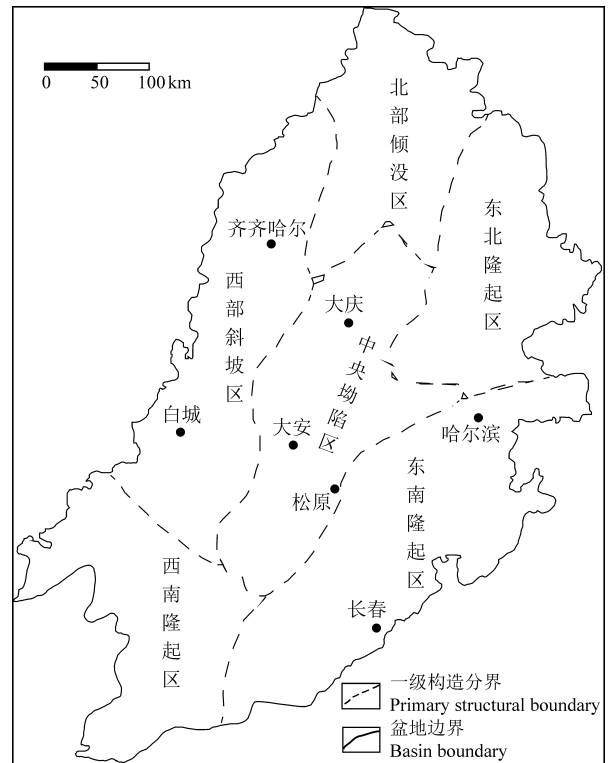 0 50 100 km
北部倾没区
东北隆起区
齐齐哈尔
西部斜坡区
大庆
中央坳陷区
白城
大安
哈尔滨
东南隆起区
松原
西南隆起区
长春
一级构造分界
Primary structural boundary
盆地边界
Basin boundary